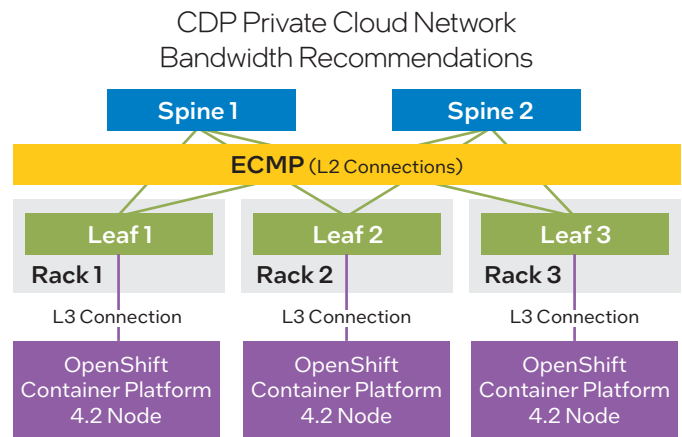 CDP Private Cloud Network
Bandwidth Recommendations
Spine 1
Spine 2
ECMP (L2 Connections)
Leaf 1
Leaf 2
Leaf 3
Rack 1
Rack 2
Rack 3
L3 Connection
L3 Connection
L3 Connection
OpenShift
Container Platform
4.2 Node
OpenShift
Container Platform
4.2 Node
OpenShift
Container Platform
4.2 Node